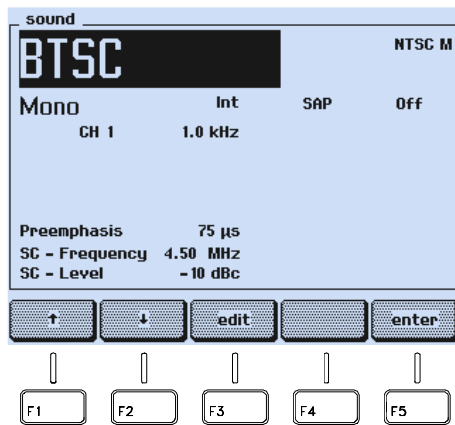 sound
BTSC NTSC M
Mono Int SAP Off
CH 1 1.0 kHz
Preemphasis 75 µs
SC - Frequency 4.50 MHz
SC - Level -10 dBc
↑ ↓ edit enter
F1 F2 F3 F4 F5